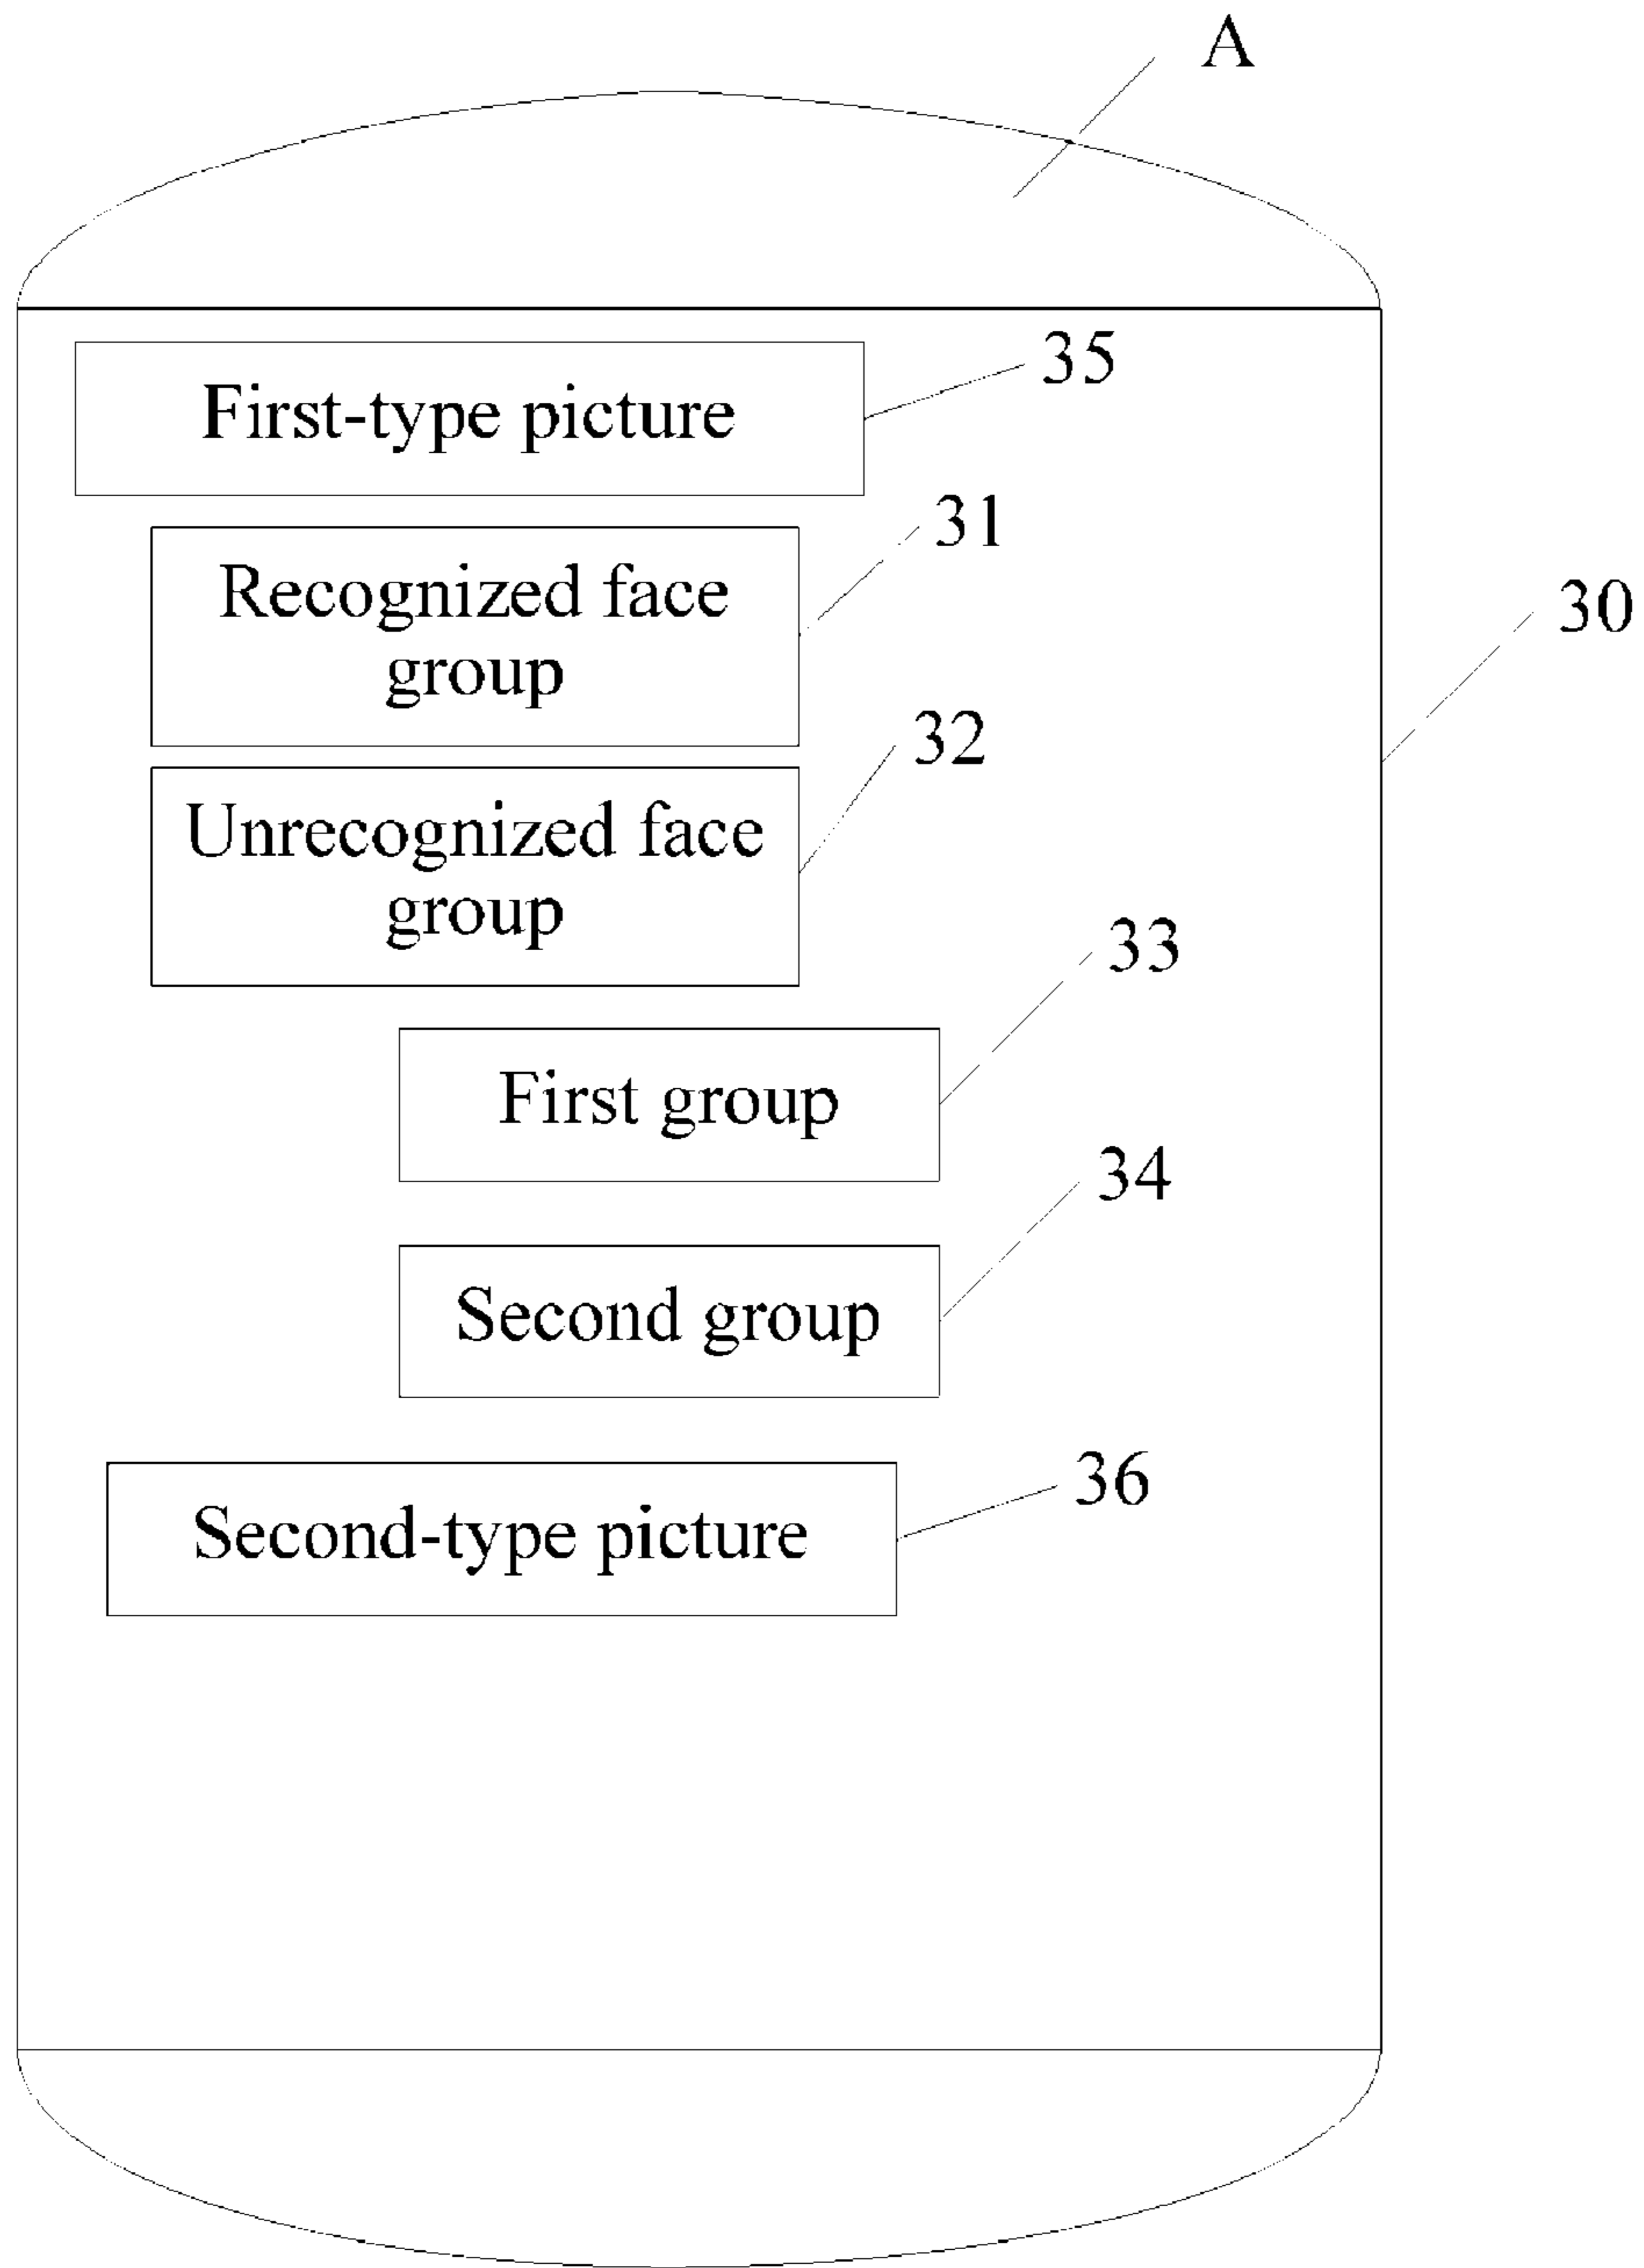 A
First-type picture
35
Recognized face
group
31
30
Unrecognized face
group
32
First group
33
Second group
34
Second-type picture
36